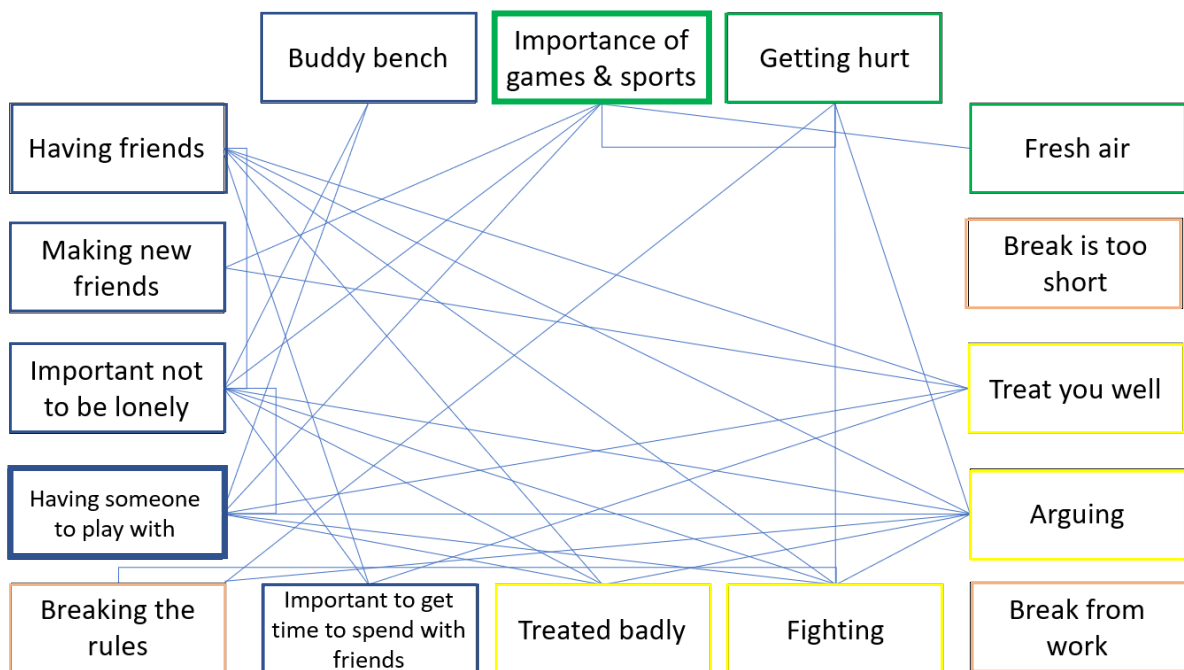 Buddy bench
Importance of
games & sports
Getting hurt
Having friends
Fresh air
Making new
friends
Break is too
short
Important not
to be lonely
Treat you well
Having someone
to play with
Arguing
Breaking the
rules
Important to get
time to spend with
friends
Treated badly
Fighting
Break from
work